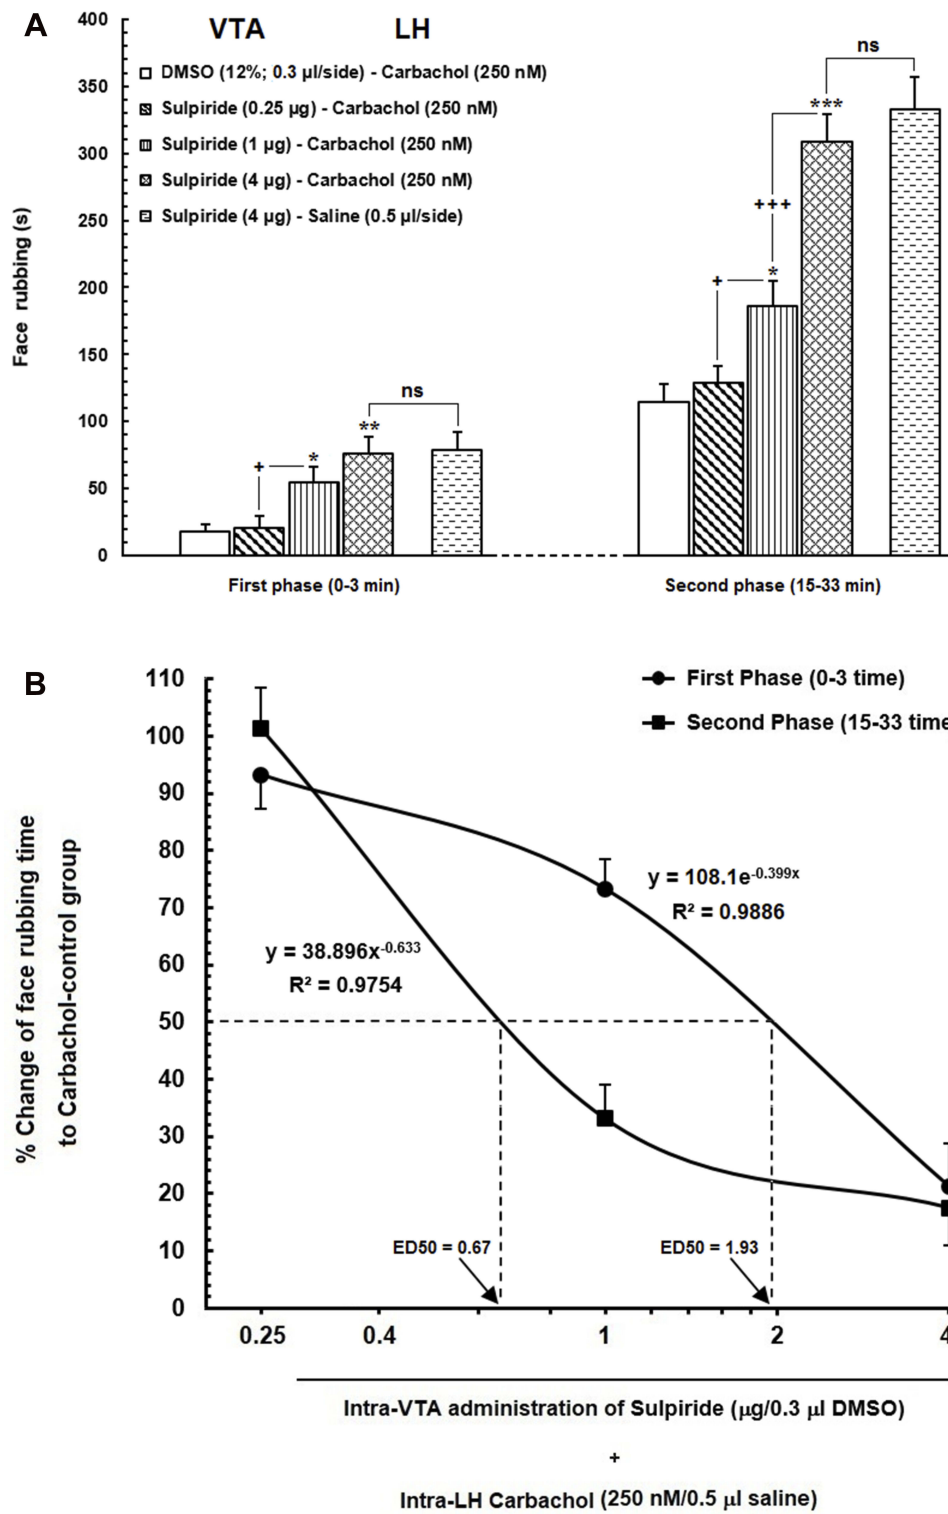 A
VTA LH
DMSO (12%; 0.3 µl/side) - Carbachol (250 nM)
Sulpiride (0.25 µg) - Carbachol (250 nM)
Sulpiride (1 µg) - Carbachol (250 nM)
Sulpiride (4 µg) - Carbachol (250 nM)
Sulpiride (4 µg) - Saline (0.5 µl/side)
Face rubbing (s)
400
350
300
250
200
150
100
50
0
+
*
**
ns
+
*
+++
***
ns
First phase (0-3 min) Second phase (15-33 min)
B
First Phase (0-3 time)
Second Phase (15-33 time
% Change of face rubbing time
to Carbachol-control group
110
100
90
80
70
60
50
40
30
20
10
0
y = 108.1e-0.399x
R² = 0.9886
y = 38.896x-0.633
R² = 0.9754
ED50 = 0.67 ED50 = 1.93
0.25 0.4 1 2 4
Intra-VTA administration of Sulpiride (µg/0.3 µl DMSO)
+
Intra-LH Carbachol (250 nM/0.5 µl saline)